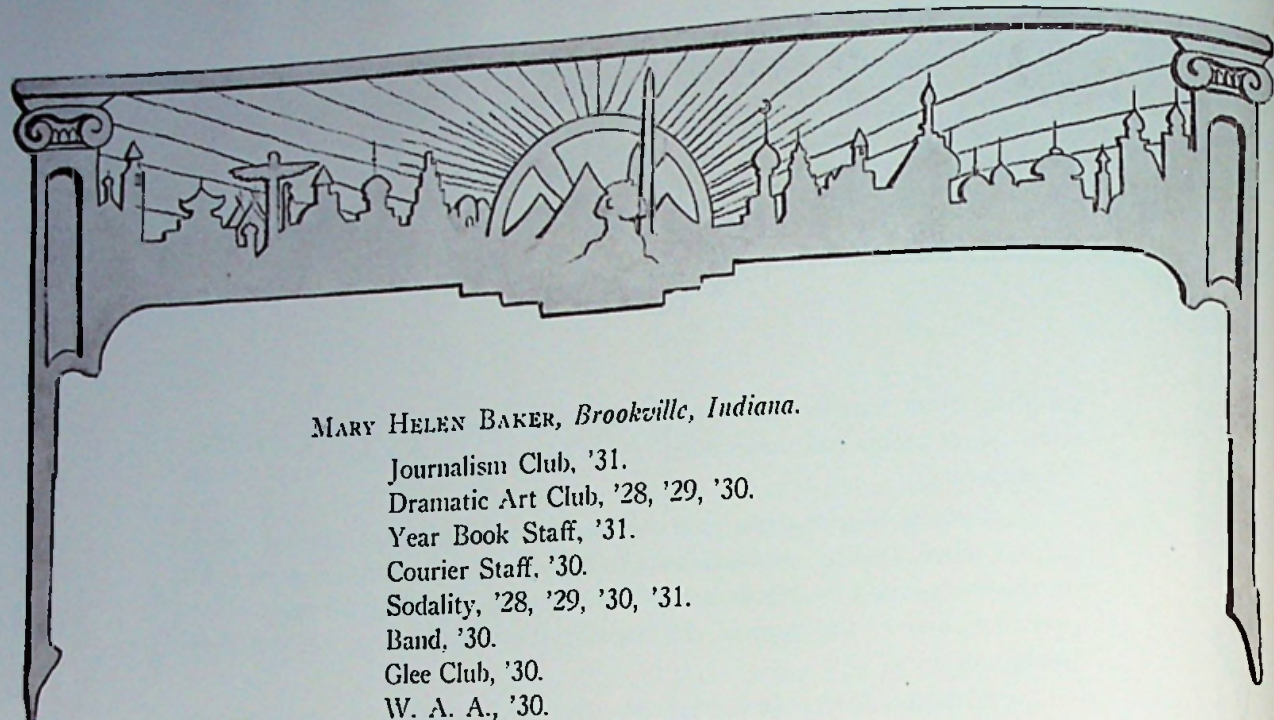 MARY HELEN BAKER, Brookville, Indiana.
Journalism Club, '31.
Dramatic Art Club, '28, '29, '30.
Year Book Staff, '31.
Courier Staff, '30.
Sodality, '28, '29, '30, '31.
Band, '30.
Glee Club, '30.
W. A. A., '30.